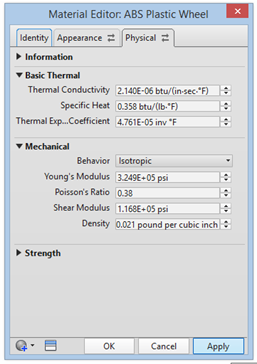 Material Editor: ABS Plastic Wheel
Identity Appearance Physical
Information
Basic Thermal
Thermal Conductivity 2.140E-06 btu/(in-sec-°F)
Specific Heat 0.358 btu/(lb-°F)
Thermal Exp...Coefficient 4.761E-05 inv °F
Mechanical
Behavior Isotropic
Young's Modulus 3.249E+05 psi
Poisson's Ratio 0.38
Shear Modulus 1.168E+05 psi
Density 0.021 pound per cubic inch
Strength
OK Cancel Apply